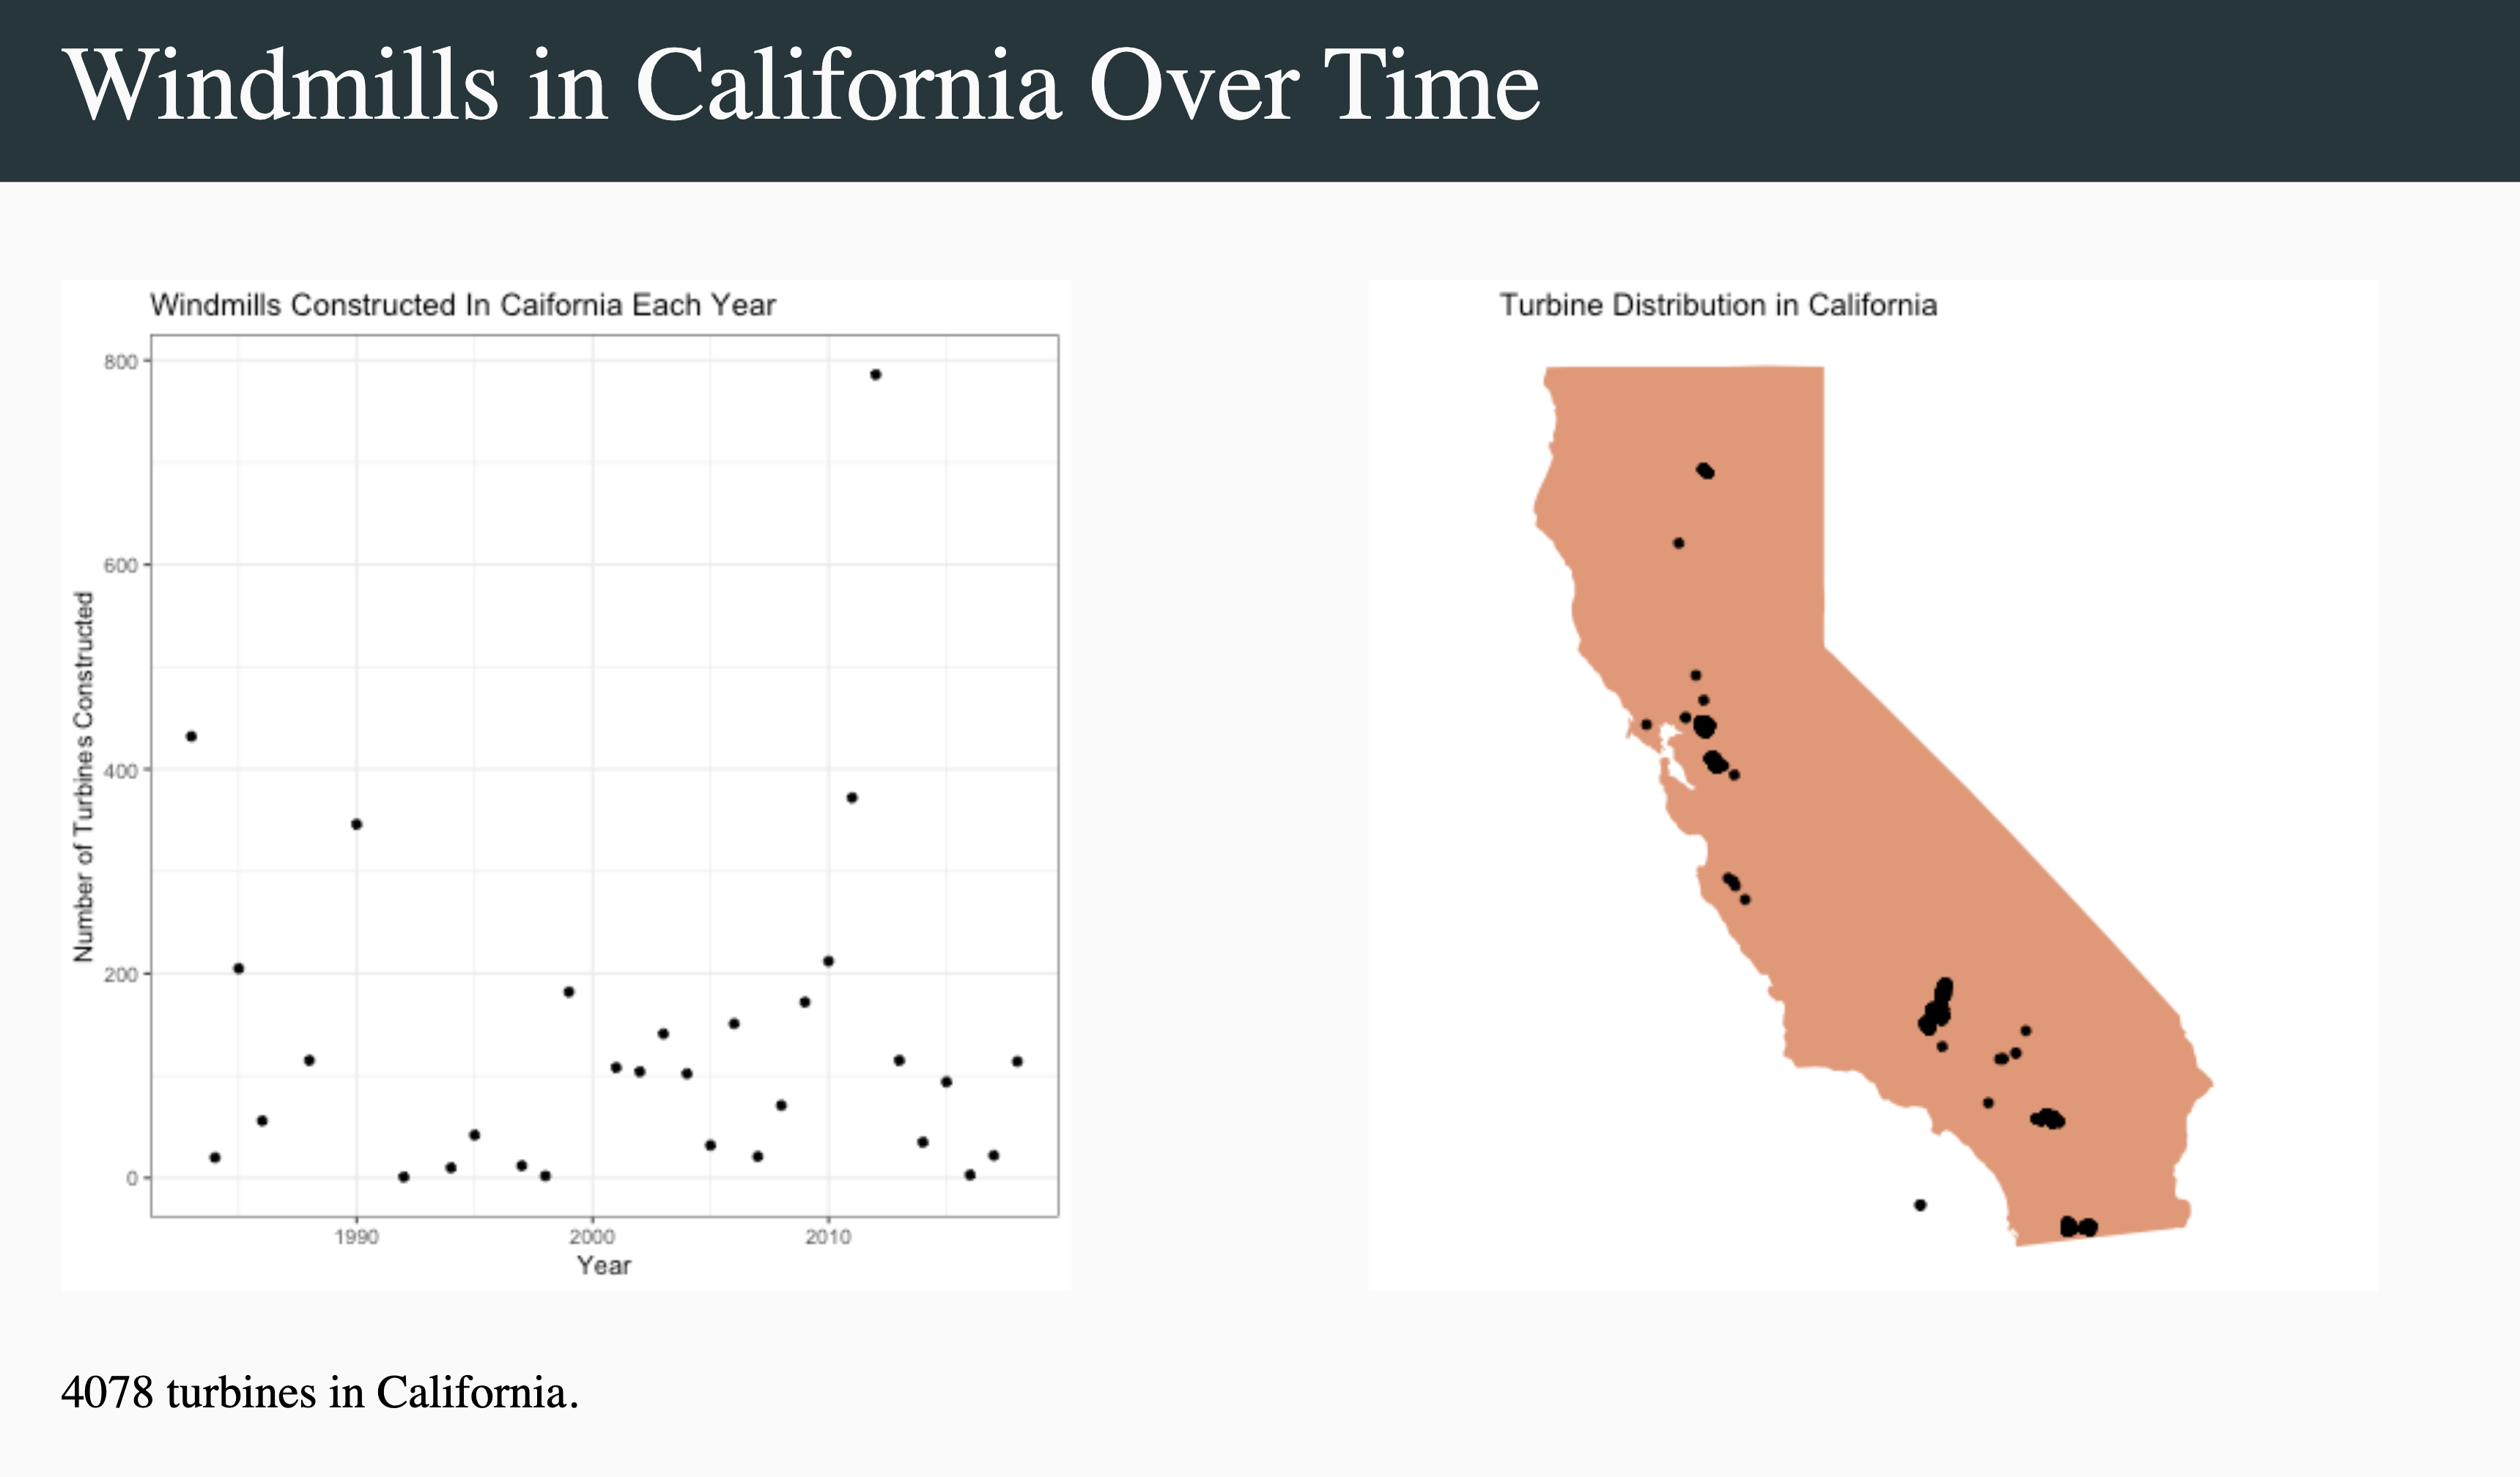 Windmills in California Over Time
Windmills Constructed In Caifornia Each Year
800
600
400
200
0
Number of Turbines Constructed
1990 2000 2010
Year
Turbine Distribution in California
4078 turbines in California.